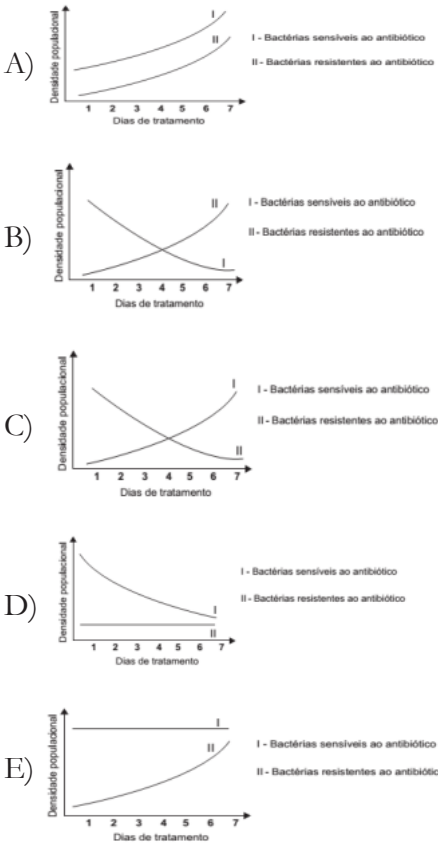 A)
Densidade populacional
I
II
I - Bactérias sensíveis ao antibiótico
II - Bactérias resistentes ao antibiótico
1 2 3 4 5 6 7
Dias de tratamento
B)
Densidade populacional
II
I
I - Bactérias sensíveis ao antibiótico
II - Bactérias resistentes ao antibiótico
1 2 3 4 5 6 7
Dias de tratamento
C)
Densidade populacional
I
II
I - Bactérias sensíveis ao antibiótico
II - Bactérias resistentes ao antibiótico
1 2 3 4 5 6 7
Dias de tratamento
D)
Densidade populacional
I
II
I - Bactérias sensíveis ao antibiótico
II - Bactérias resistentes ao antibiótico
1 2 3 4 5 6 7
Dias de tratamento
E)
Densidade populacional
I
II
I - Bactérias sensíveis ao antibiótico
II - Bactérias resistentes ao antibiótic
1 2 3 4 5 6 7
Dias de tratamento